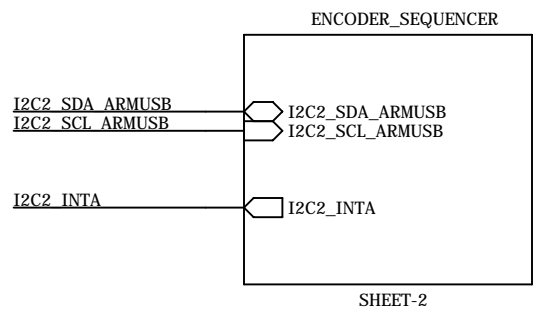 ENCODER_SEQUENCER
I2C2_SDA_ARMUSB I2C2_SDA_ARMUSB
I2C2_SCL_ARMUSB I2C2_SCL_ARMUSB
I2C2_INTA I2C2_INTA
SHEET-2